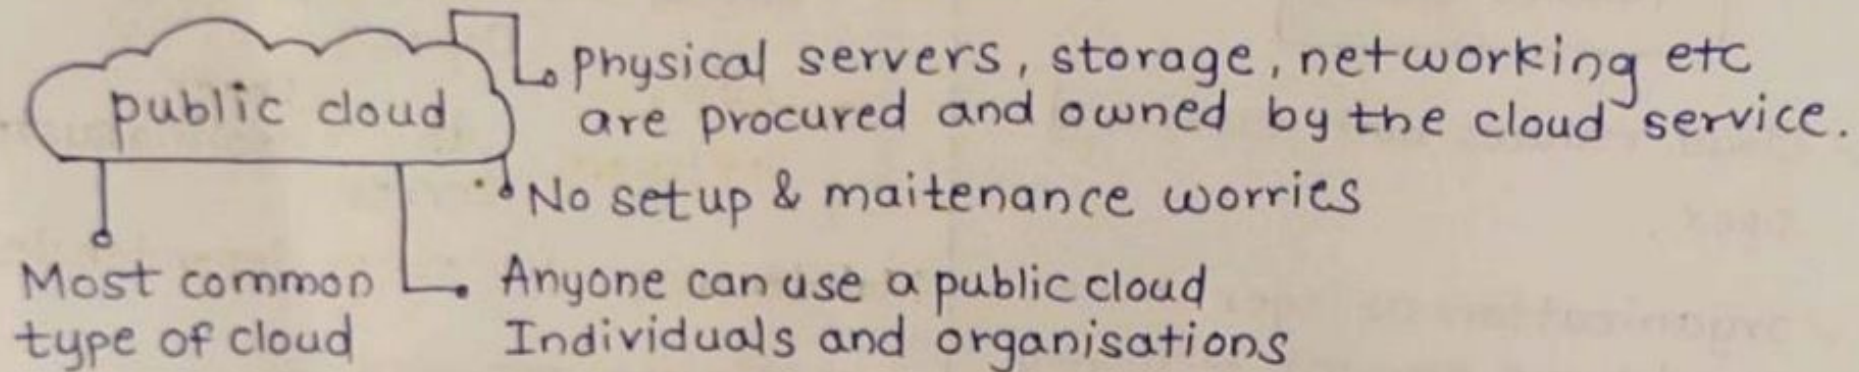 public cloud
physical servers, storage, networking etc
are procured and owned by the cloud service.
No setup & maitenance worries
Most common
type of cloud
Anyone can use a public cloud
Individuals and organisations